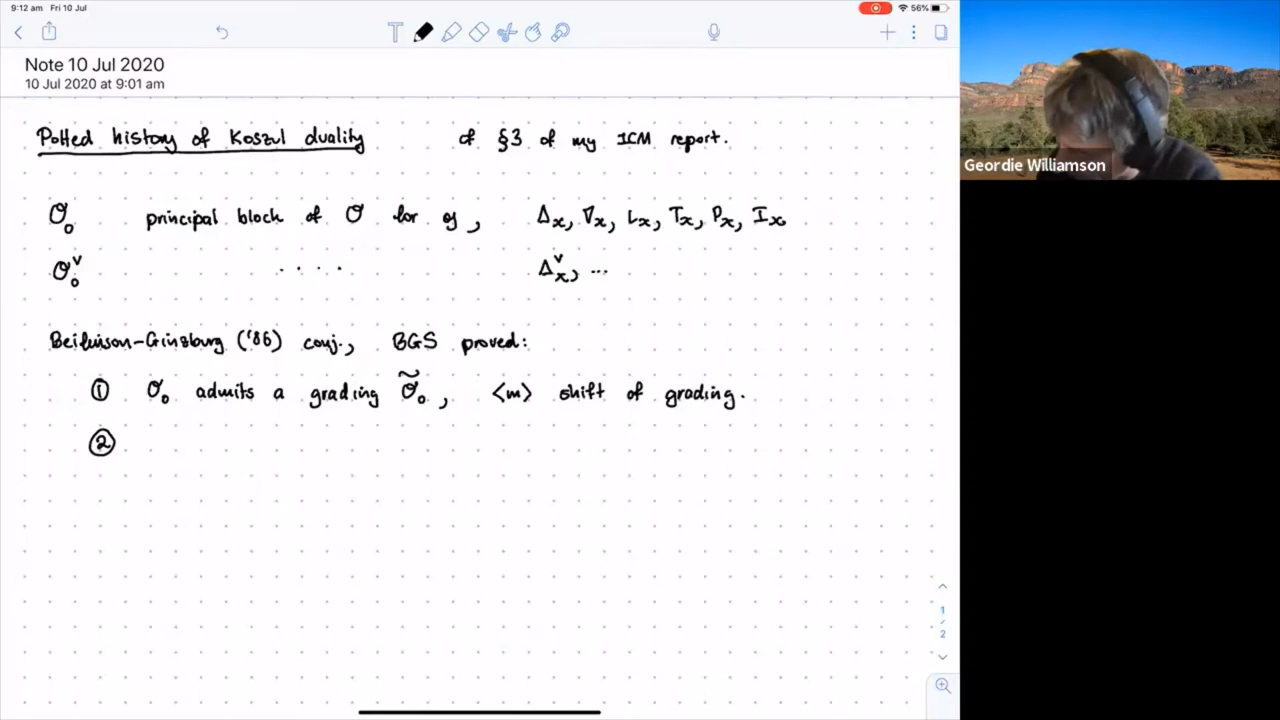 9:12 am Fri 10 Jul
56%
Note 10 Jul 2020
10 Jul 2020 at 9:01 am
Potted history of Koszul duality cf §3 of my ICM report.
𝒪₀ principal block of 𝒪 for 𝔤, Δₓ, ∇ₓ, Lₓ, Tₓ, Pₓ, Iₓ
𝒪₀^∨ . . . . . Δₓ^∨, ...
Beilinson-Ginzburg ('86) conj., BGS proved:
① 𝒪₀ admits a grading 𝒪̃₀, <m> shift of grading.
②
1
/
2
Geordie Williamson